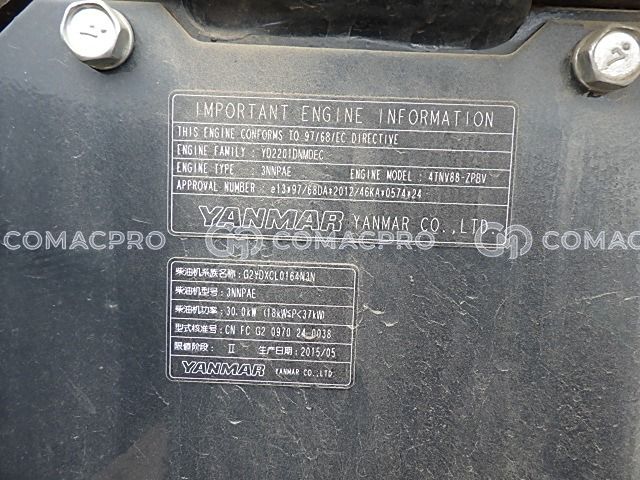 IMPORTANT ENGINE INFORMATION
THIS ENGINE CONFORMS TO 97/68/EC DIRECTIVE
ENGINE FAMILY : YD2201DNMDEC
ENGINE TYPE : 3NNPAE ENGINE MODEL : 4TNV88-ZPBV
APPROVAL NUMBER : e13*97/68DA*2012/46KA*0574*24
YANMAR YANMAR CO.,LTD.
COMACPRO COMACPRO COMACPRO
柴油机系族名称: G2YDXCL0164N3N
柴油机型号: 3NNPAE
柴油机功率: 30.0kW (18kW≤P<37kW)
型式核准号: CN FC G2 0970 24 0038
限值阶段: II 生产日期: 2015/05
YANMAR YANMAR CO.,LTD.